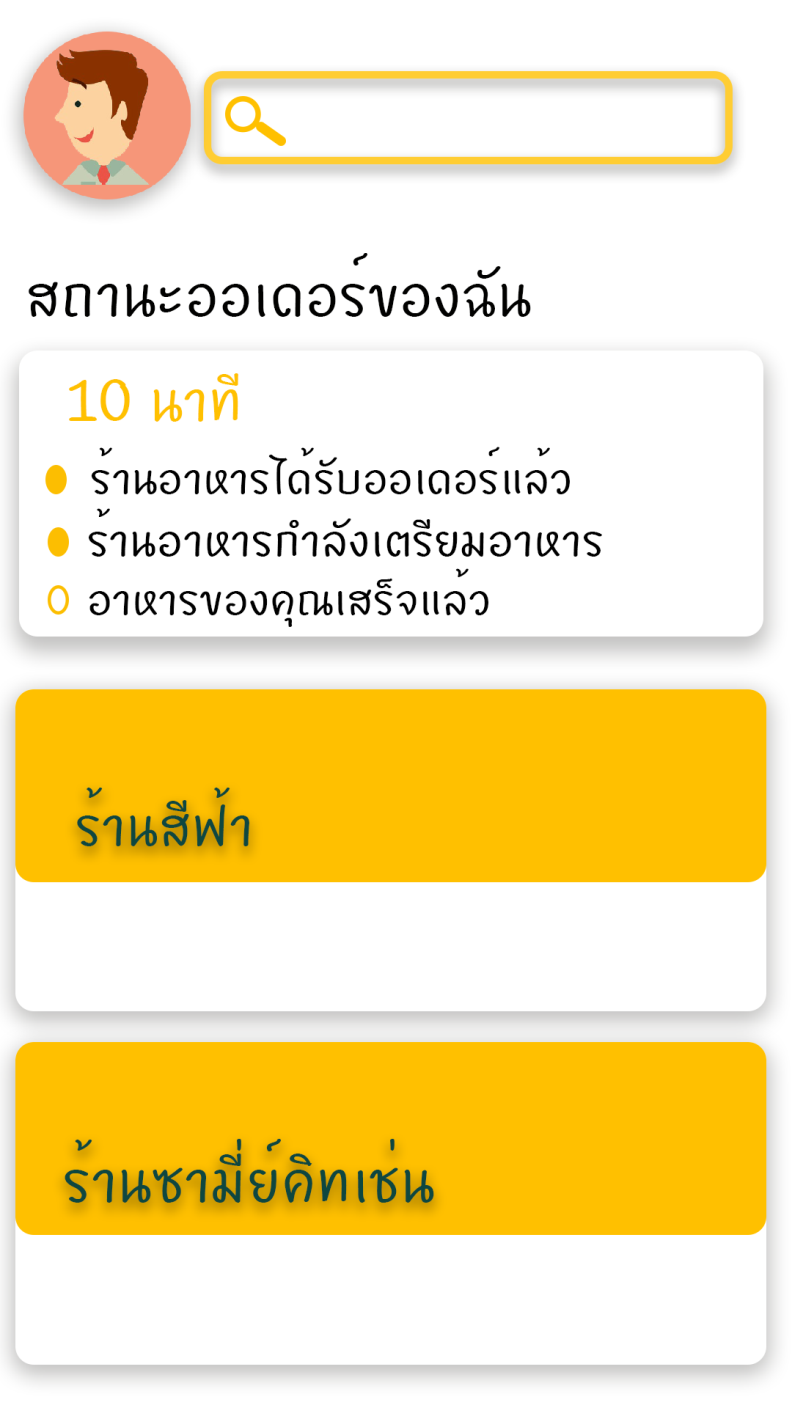 สถานะออเดอร์ของฉัน
10 นาที
ร้านอาหารได้รับออเดอร์แล้ว
ร้านอาหารกำลังเตรียมอาหาร
อาหารของคุณเสร็จแล้ว
ร้านสีฟ้า
ร้านซามี่ย์คิทเช่น